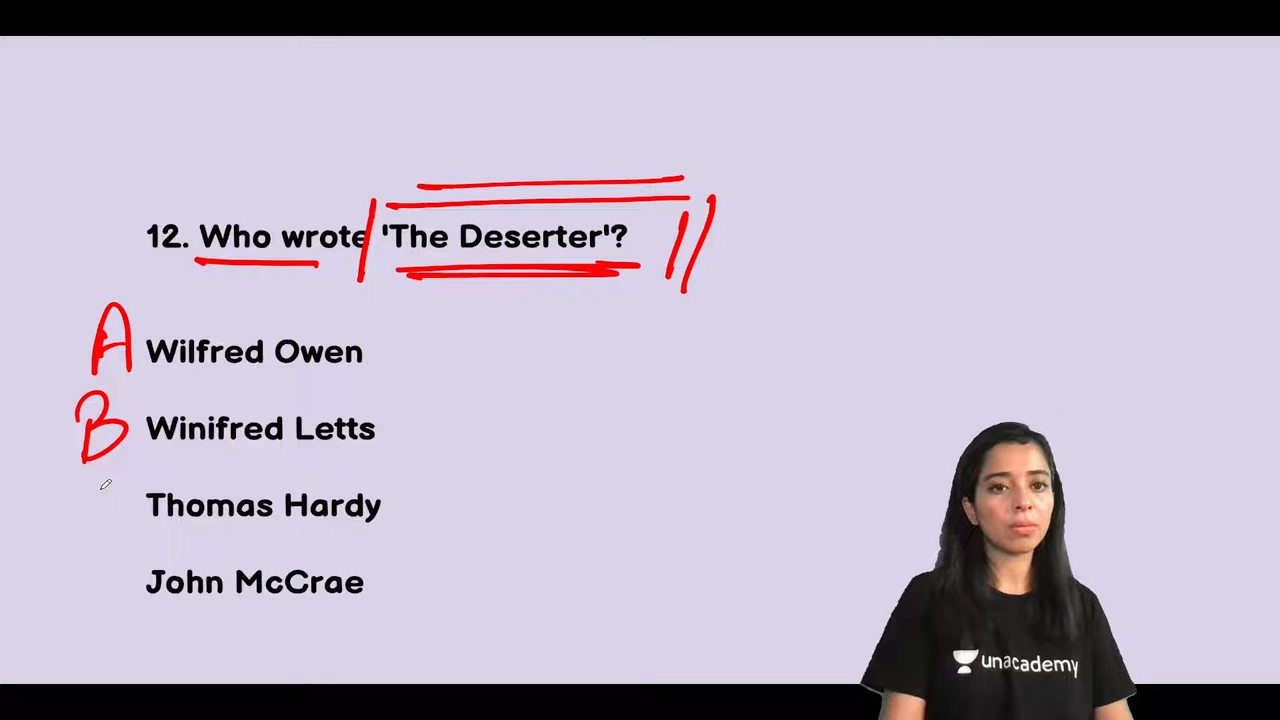 12. Who wrote 'The Deserter'?
A Wilfred Owen
B Winifred Letts
Thomas Hardy
John McCrae
unacademy